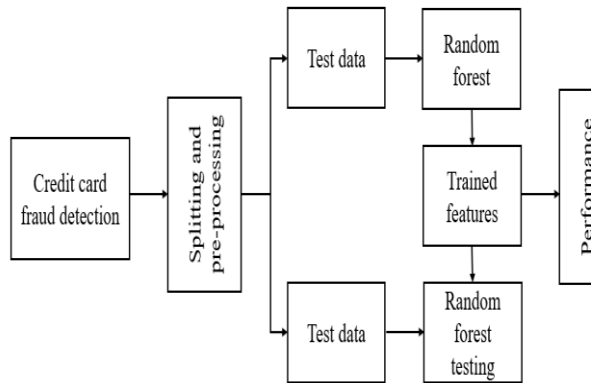 Credit card
fraud detection
Splitting and
pre-processing
Test data
Random
forest
Trained
features
Performance
Test data
Random
forest
testing